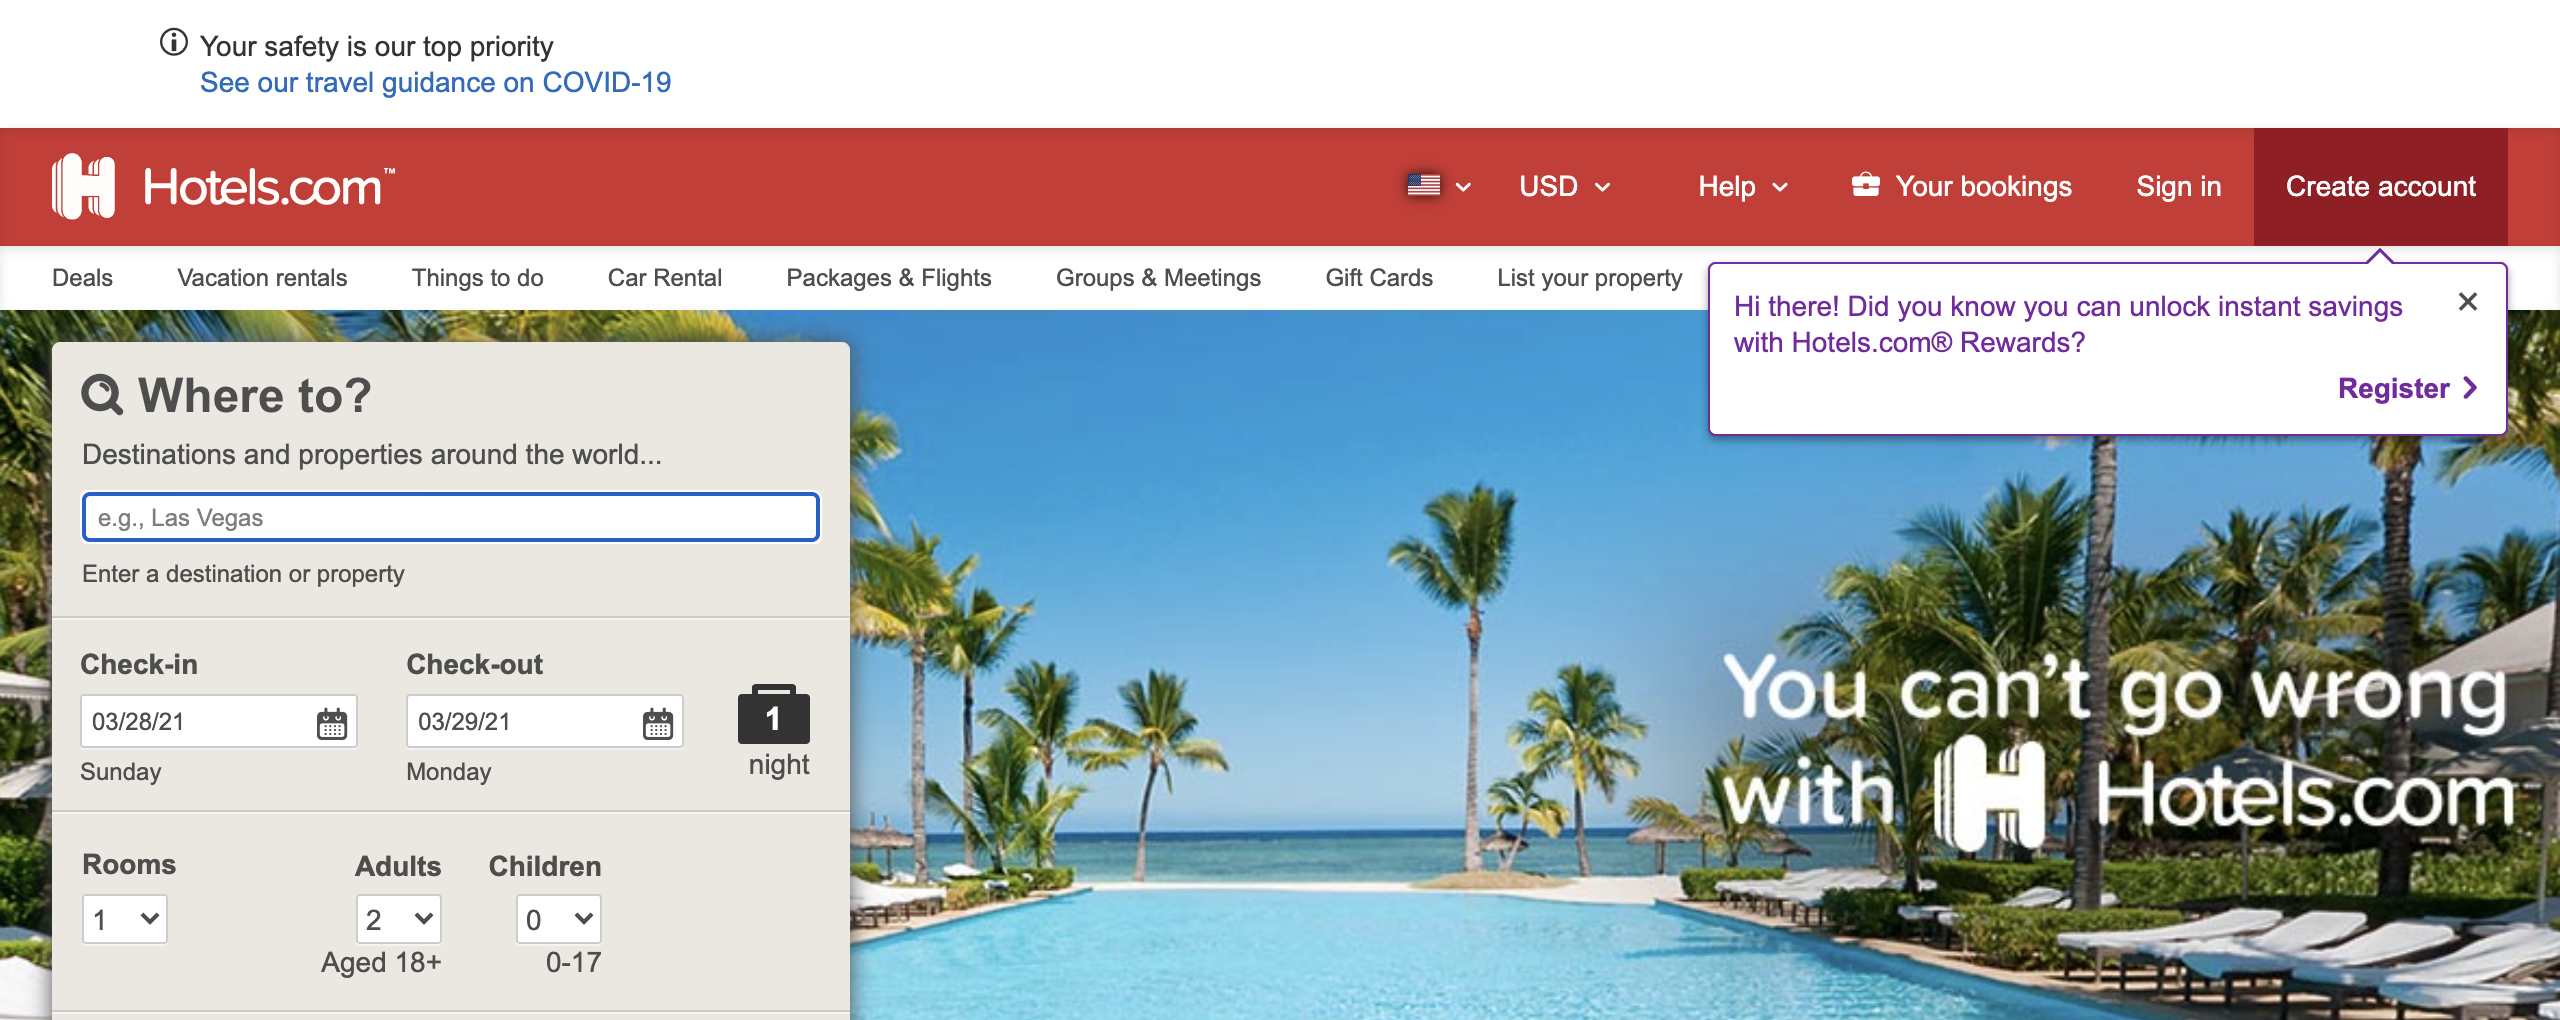 Your safety is our top priority
See our travel guidance on COVID-19
Hotels.com™
USD
Help
Your bookings
Sign in
Create account
Deals
Vacation rentals
Things to do
Car Rental
Packages & Flights
Groups & Meetings
Gift Cards
List your property
Hi there! Did you know you can unlock instant savings
with Hotels.com® Rewards?
Register
Where to?
Destinations and properties around the world...
e.g., Las Vegas
Enter a destination or property
Check-in
Check-out
03/28/21
03/29/21
1
Sunday
Monday
night
Rooms
Adults
Children
1
2
0
Aged 18+
0-17
You can't go wrong
with Hotels.com